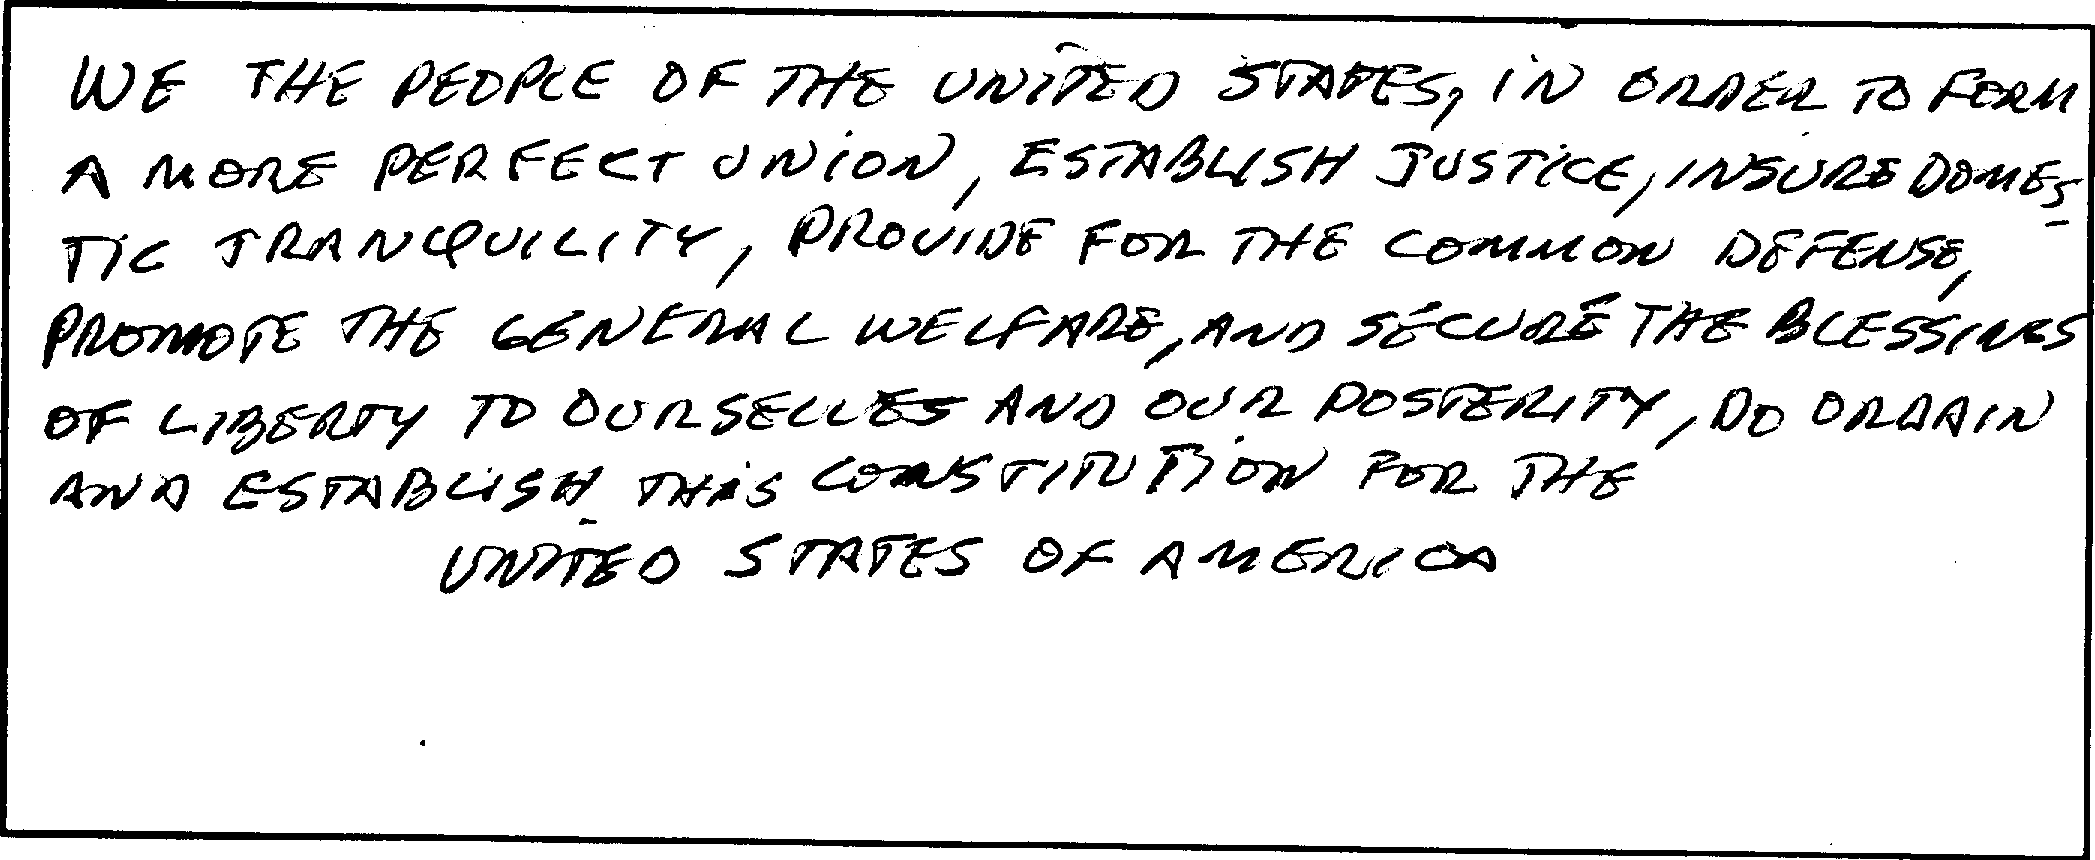 WE THE PEOPLE OF THE UNITED STATES, IN ORDER TO FORM
A MORE PERFECT UNION, ESTABLISH JUSTICE, INSURE DOMES-
TIC TRANQUILITY, PROVIDE FOR THE COMMON DEFENSE,
PROMOTE THE GENERAL WELFARE, AND SECURE THE BLESSINGS
OF LIBERTY TO OURSELVES AND OUR POSTERITY, DO ORDAIN
AND ESTABLISH THIS CONSTITUTION FOR THE
UNITED STATES OF AMERICA